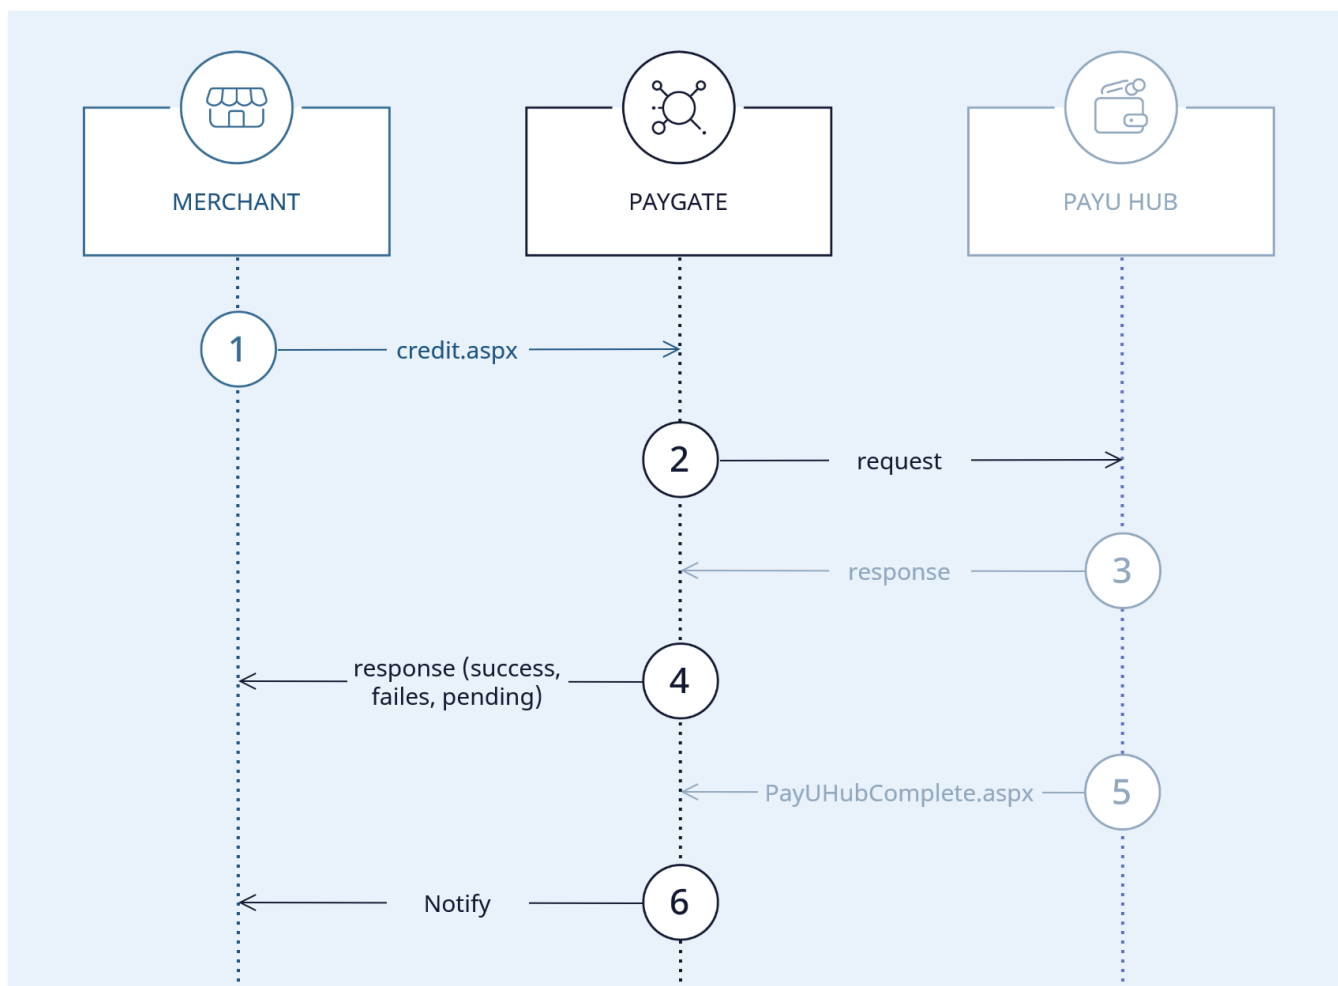 MERCHANT
PAYGATE
PAYU HUB
1
credit.aspx
2
request
response
3
response (success,
failes, pending)
4
PayUHubComplete.aspx
5
Notify
6